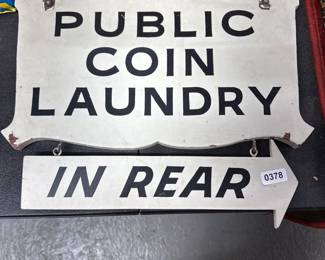 PUBLIC
COIN
LAUNDRY
IN REAR
0378